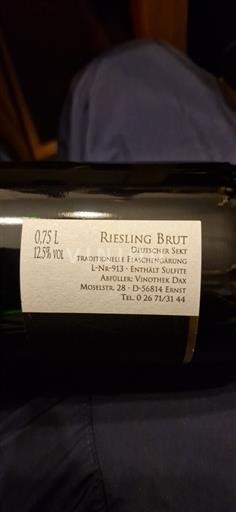 0,75 L
12,5% VOL
RIESLING BRUT
DEUTSCHER SEKT
TRADITIONELLE FLASCHENGÄRUNG
L-NR-913 · ENTHÄLT SULFITE
ABFÜLLER: VINOTHEK DAX
MOSELSTR. 28 · D-56814 ERNST
TEL. 0 26 71/31 44